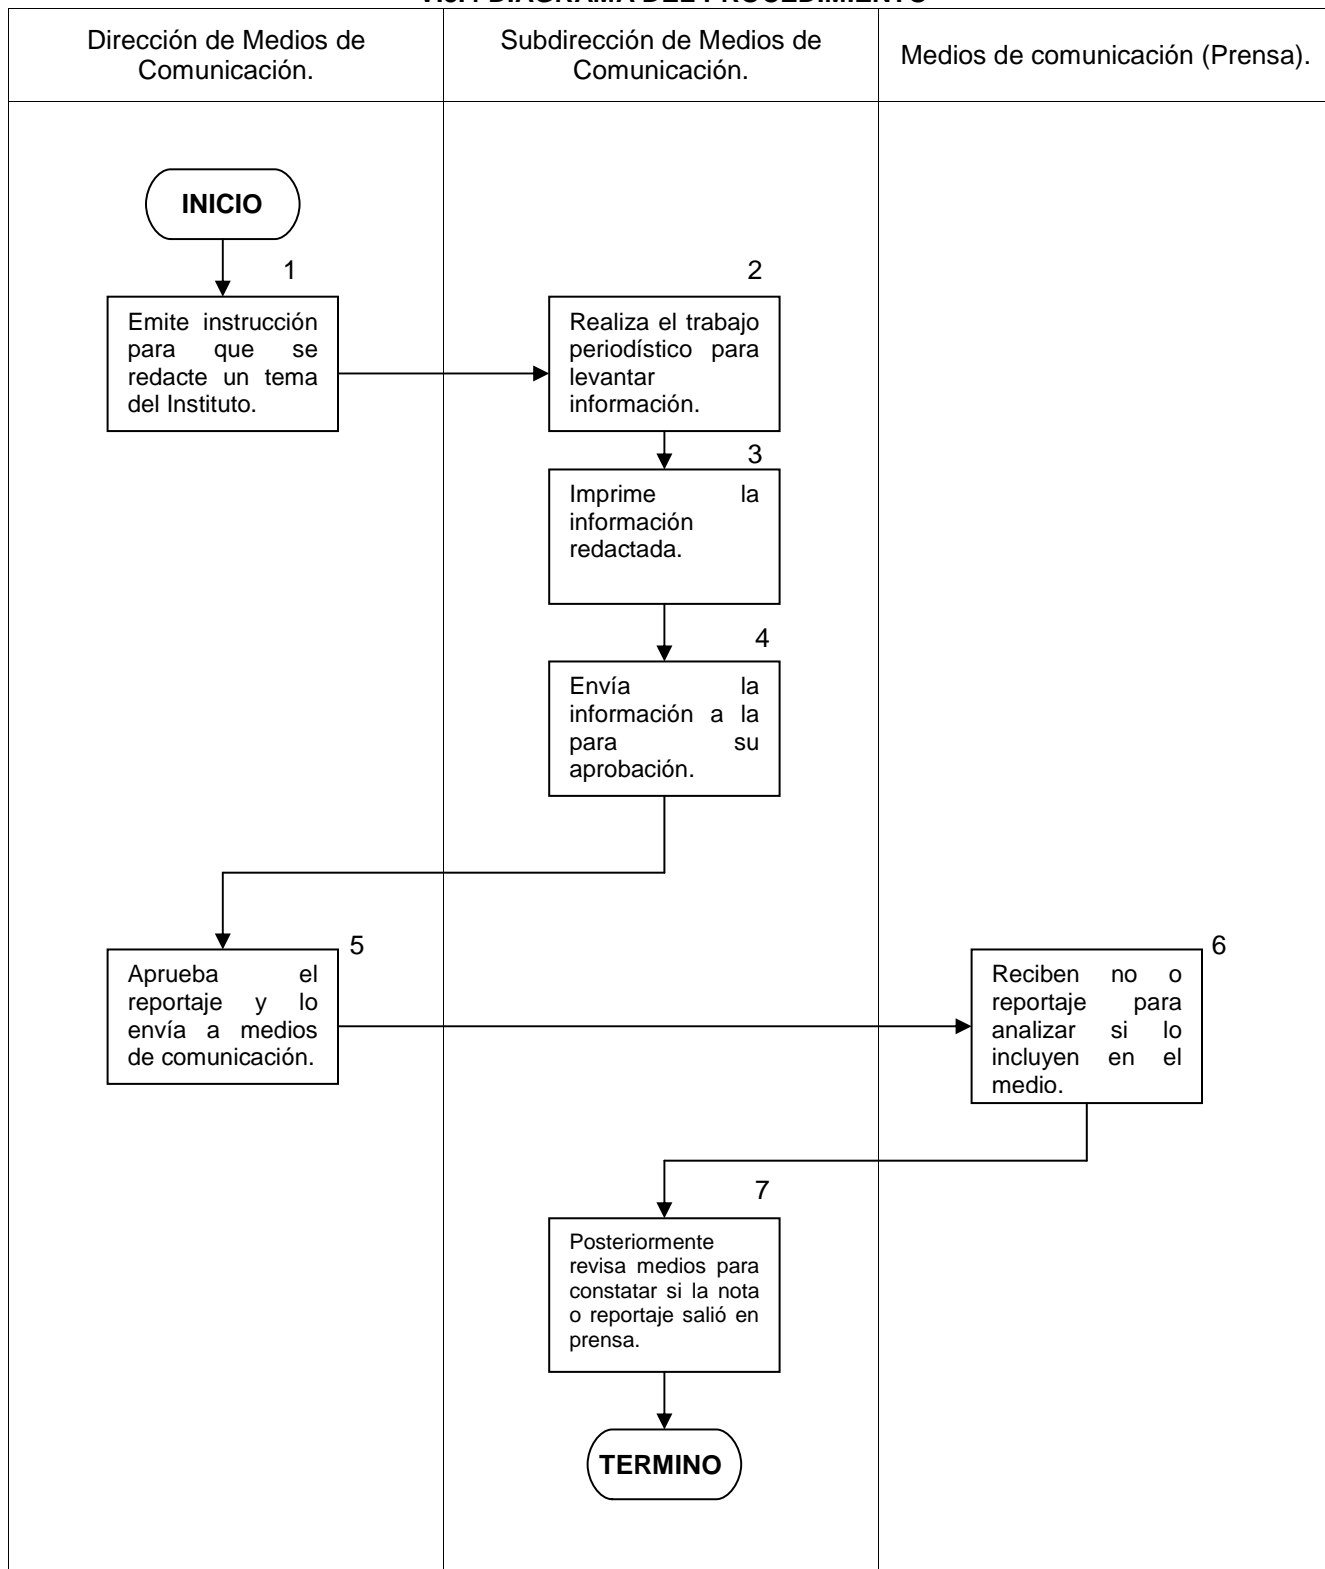 DIAGRAMA DEL PROCEDIMIENTO
Dirección de Medios de
Comunicación.
Subdirección de Medios de
Comunicación.
Medios de comunicación (Prensa).
INICIO
1
Emite instrucción
para que se
redacte un tema
del Instituto.
2
Realiza el trabajo
periodístico para
levantar
información.
3
Imprime la
información
redactada.
4
Envía la
información a la
para su
aprobación.
5
Aprueba el
reportaje y lo
envía a medios
de comunicación.
6
Reciben no o
reportaje para
analizar si lo
incluyen en el
medio.
7
Posteriormente
revisa medios para
constatar si la nota
o reportaje salió en
prensa.
TERMINO